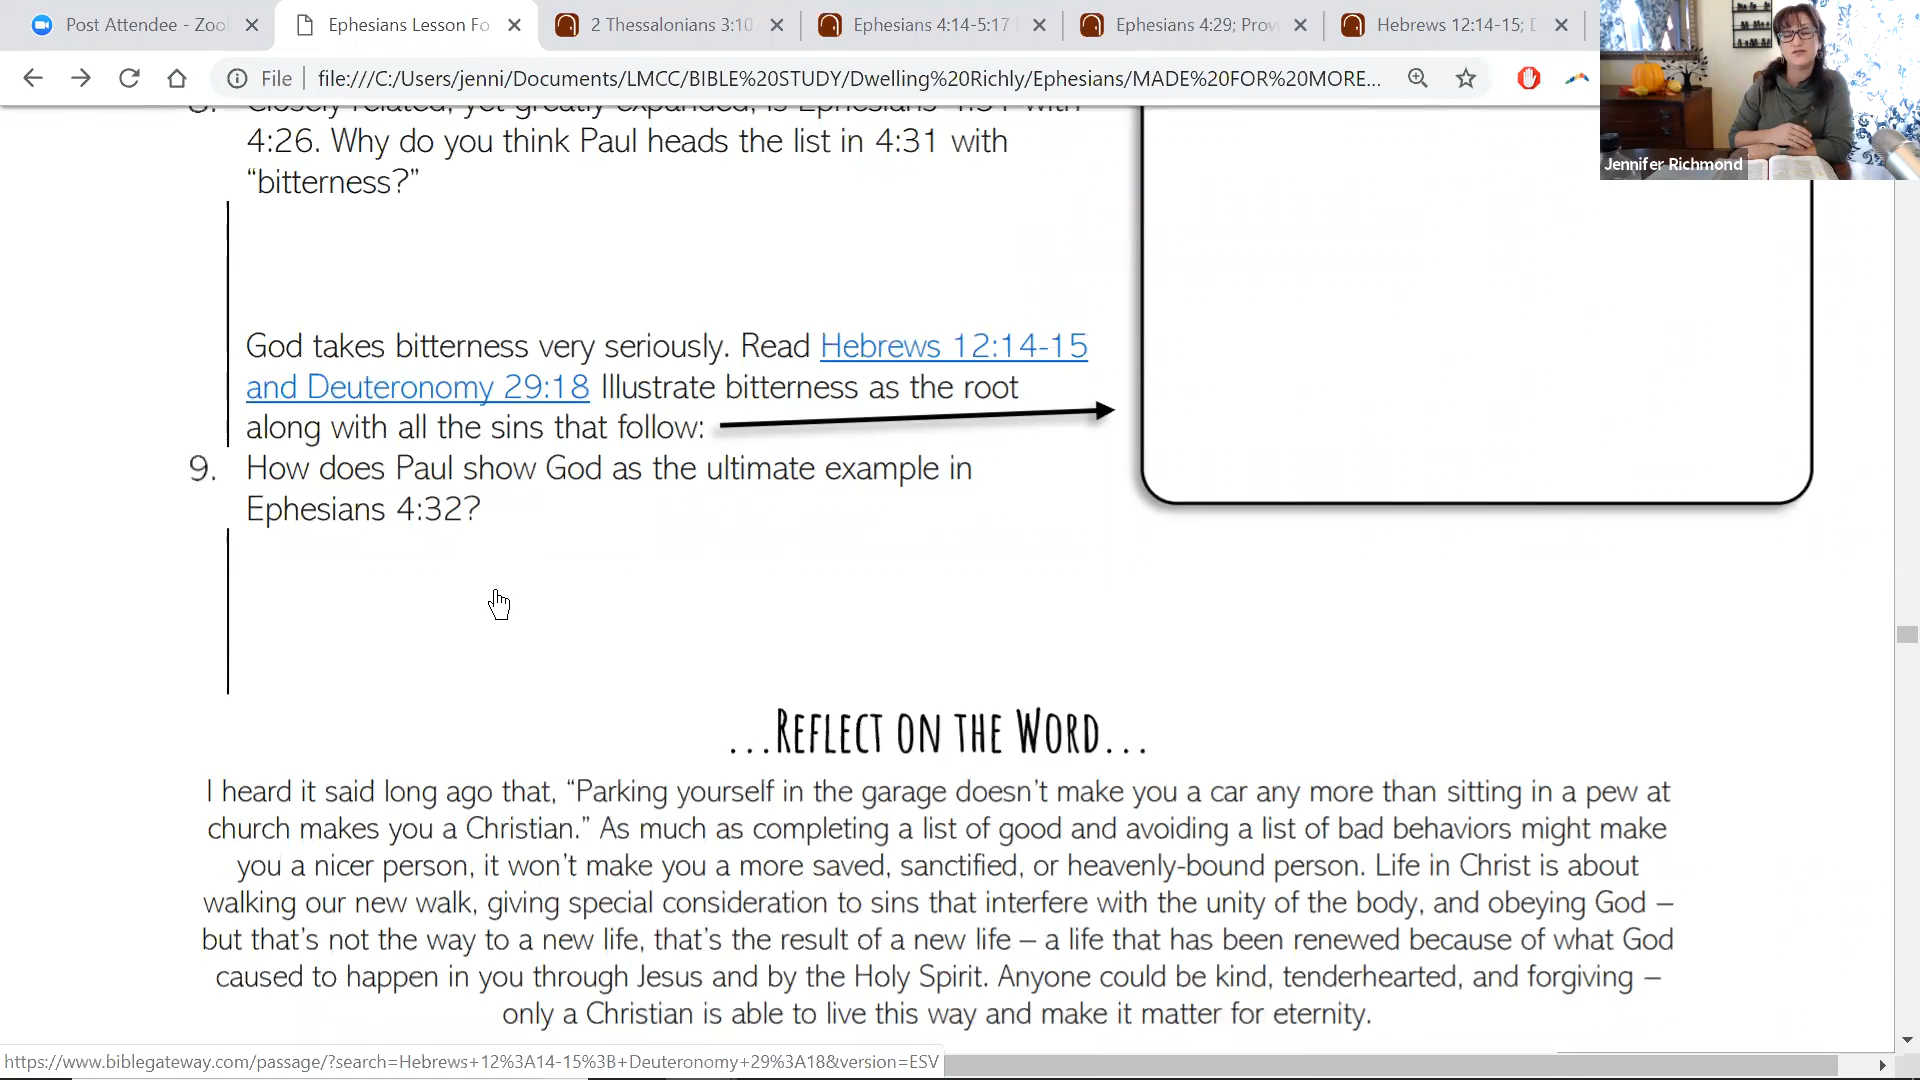 Post Attendee - Zoo
Ephesians Lesson Fo
2 Thessalonians 3:10
Ephesians 4:14-5:17
Ephesians 4:29; Prov
Hebrews 12:14-15; D
File file:///C:/Users/jenni/Documents/LMCC/BIBLE%20STUDY/Dwelling%20Richly/Ephesians/MADE%20FOR%20MORE...
Jennifer Richmond
8. Closely related, yet greatly expanded, is Ephesians 4:31 with
4:26. Why do you think Paul heads the list in 4:31 with
“bitterness?”
God takes bitterness very seriously. Read Hebrews 12:14-15
and Deuteronomy 29:18 Illustrate bitterness as the root
along with all the sins that follow:
9. How does Paul show God as the ultimate example in
Ephesians 4:32?
...Reflect on the Word...
I heard it said long ago that, “Parking yourself in the garage doesn’t make you a car any more than sitting in a pew at
church makes you a Christian.” As much as completing a list of good and avoiding a list of bad behaviors might make
you a nicer person, it won’t make you a more saved, sanctified, or heavenly-bound person. Life in Christ is about
walking our new walk, giving special consideration to sins that interfere with the unity of the body, and obeying God –
but that’s not the way to a new life, that’s the result of a new life – a life that has been renewed because of what God
caused to happen in you through Jesus and by the Holy Spirit. Anyone could be kind, tenderhearted, and forgiving –
only a Christian is able to live this way and make it matter for eternity.
https://www.biblegateway.com/passage/?search=Hebrews+12%3A14-15%3B+Deuteronomy+29%3A18&version=ESV